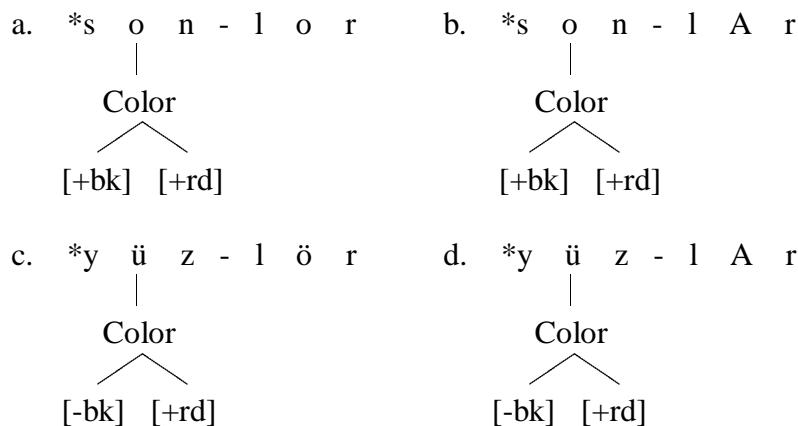 a. *s o n - l o r b. *s o n - l A r
Color Color
[+bk] [+rd] [+bk] [+rd]
c. *y ü z - l ö r d. *y ü z - l A r
Color Color
[-bk] [+rd] [-bk] [+rd]